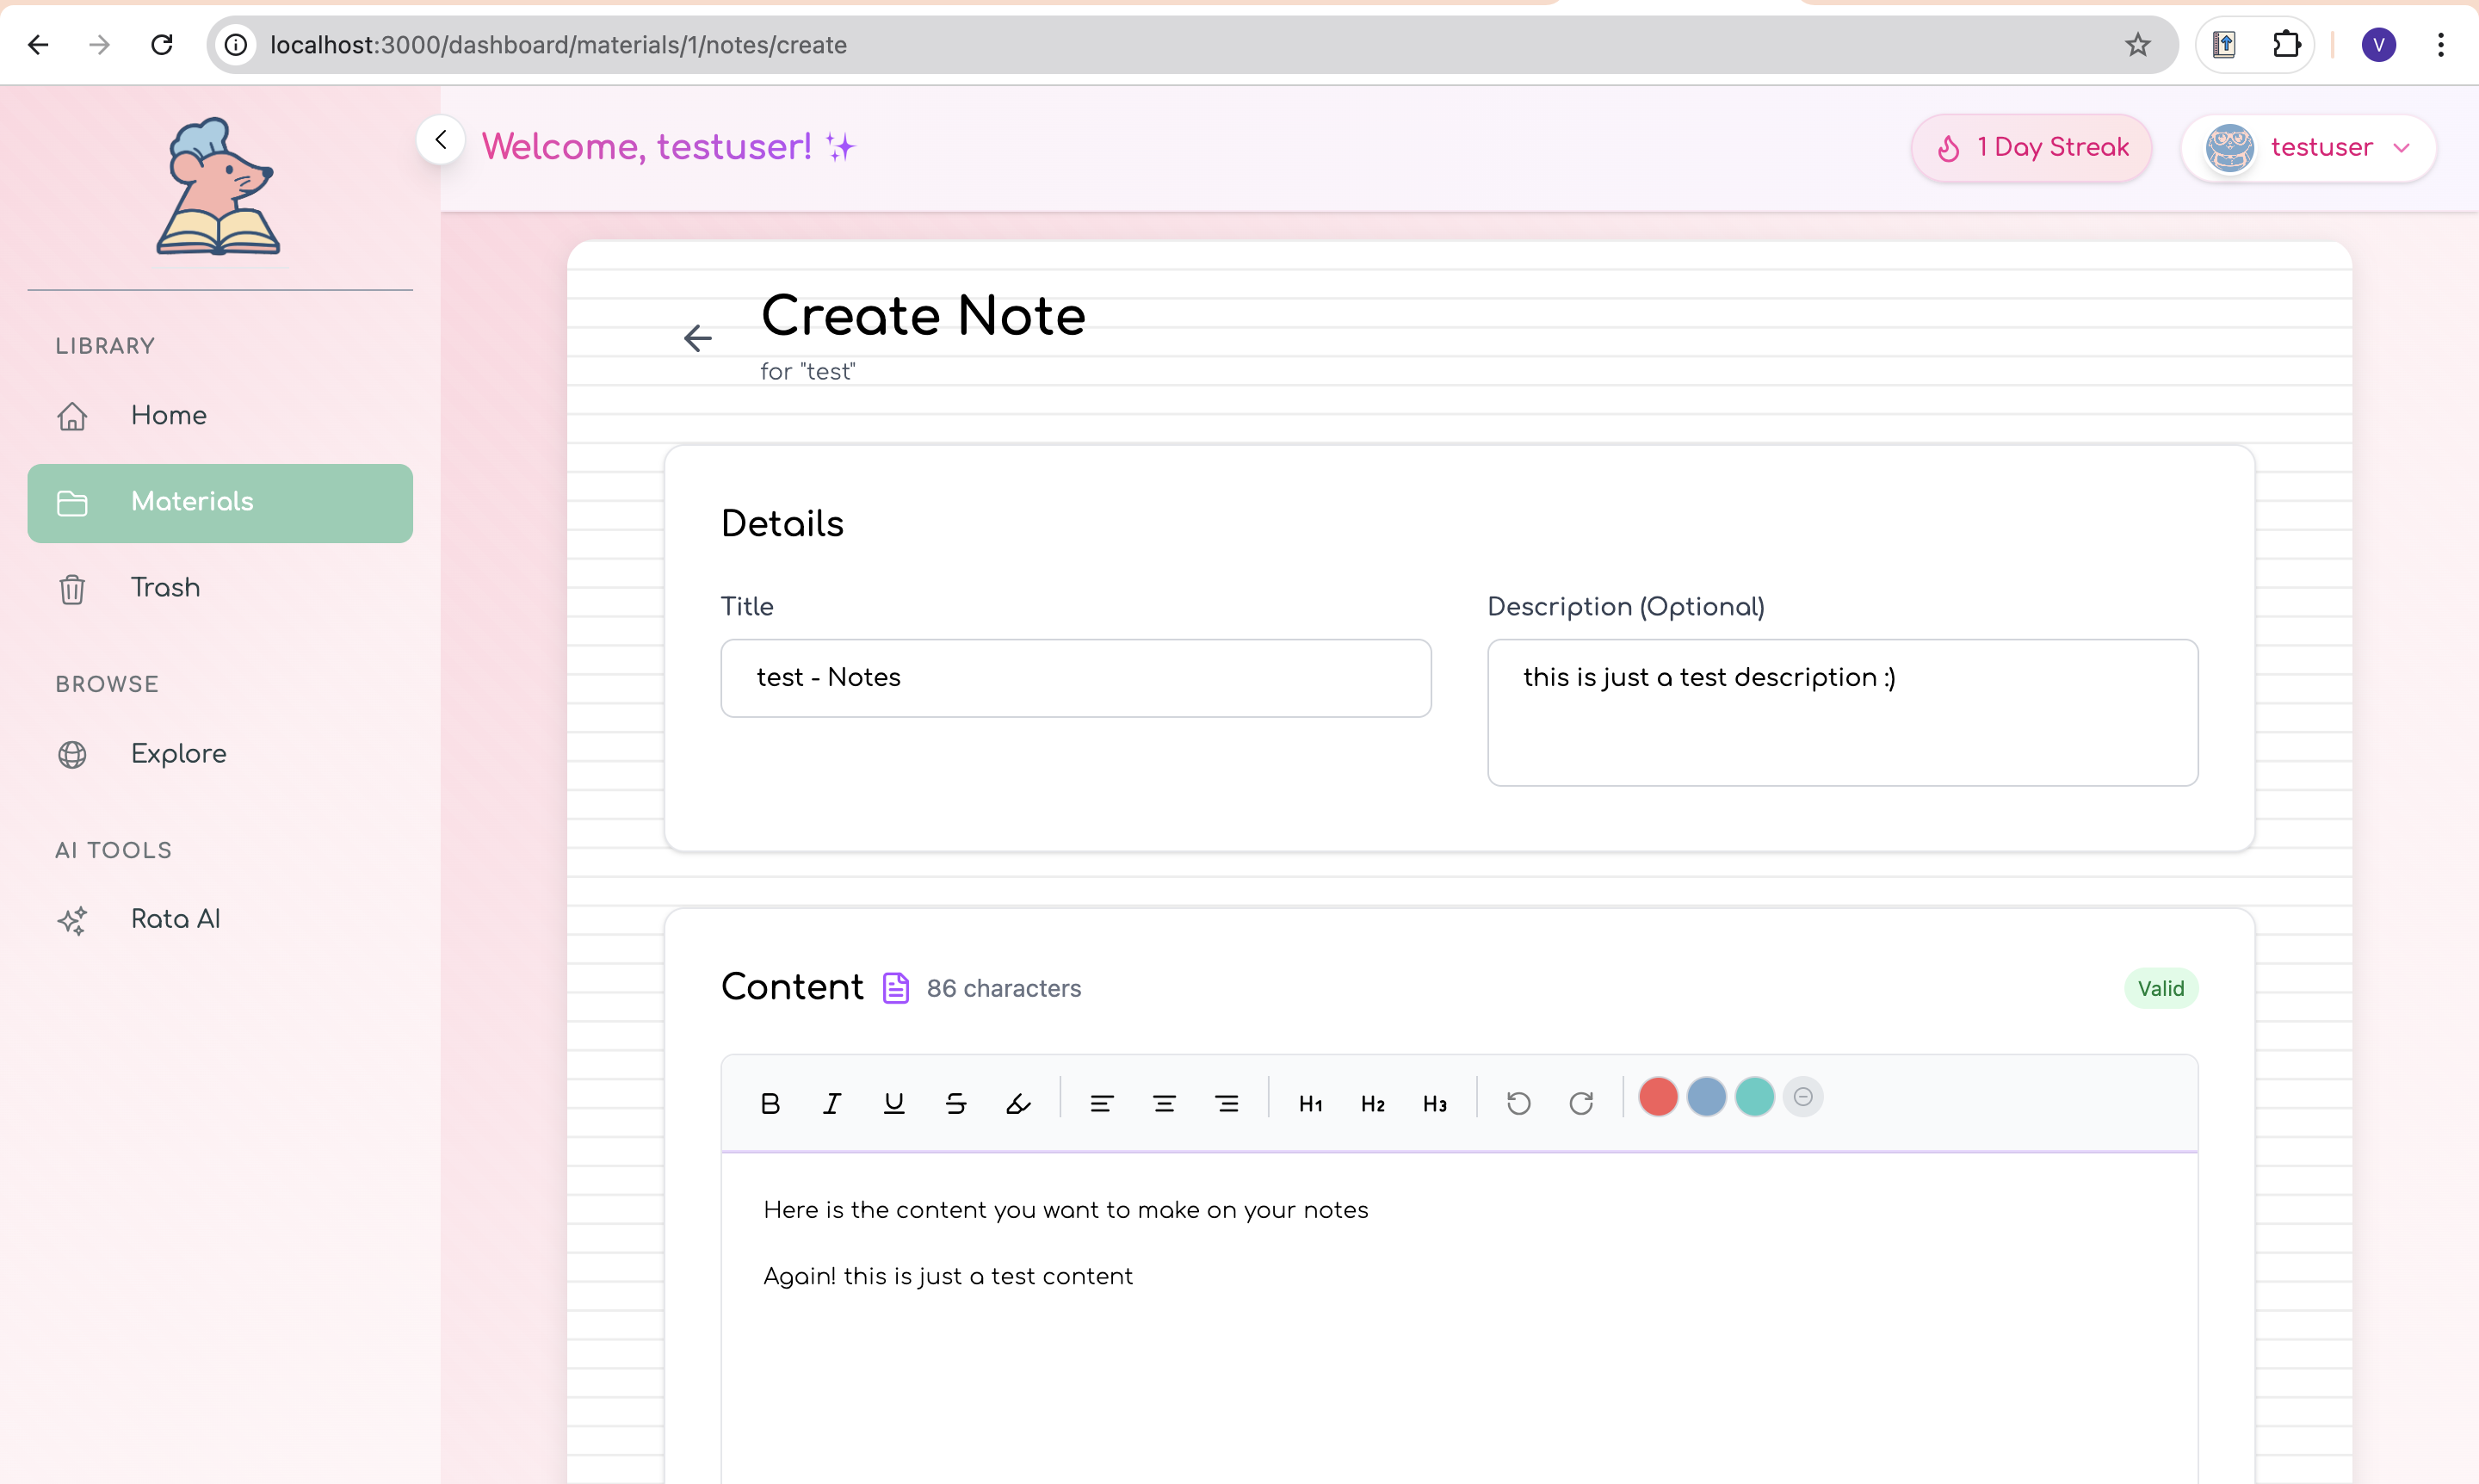 localhost:3000/dashboard/materials/1/notes/create
V
Welcome, testuser!
1 Day Streak
testuser
LIBRARY
Home
Materials
Trash
BROWSE
Explore
AI TOOLS
Rata AI
Create Note
for "test"
Details
Title
Description (Optional)
test - Notes
this is just a test description :)
Content
86 characters
Valid
B I U S H1 H2 H3
Here is the content you want to make on your notes
Again! this is just a test content